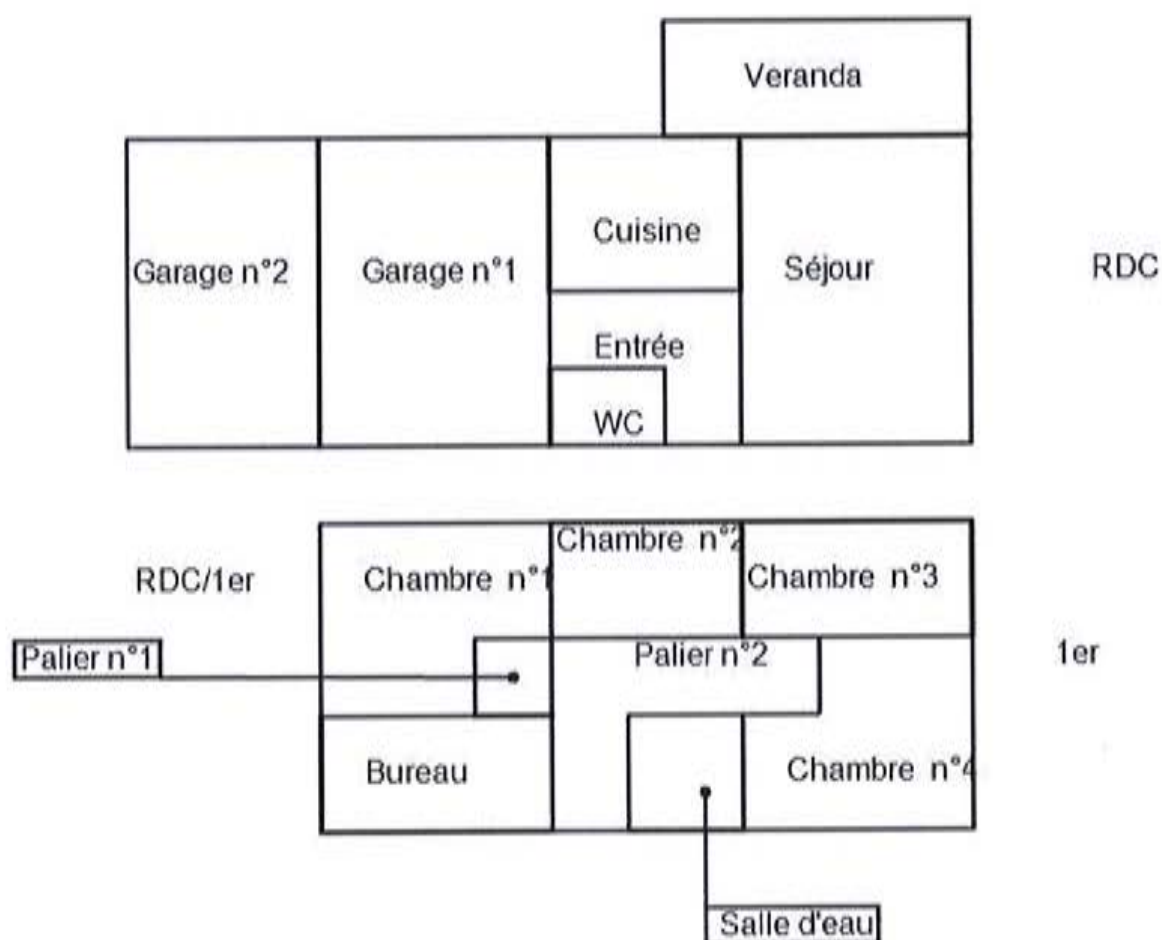 Veranda
Cuisine
Garage n°2
Garage n°1
Séjour
RDC
Entrée
WC
Chambre n°2
RDC/1er
Chambre n°1
Chambre n°3
Palier n°1
Palier n°2
1er
Bureau
Chambre n°4
Salle d'eau